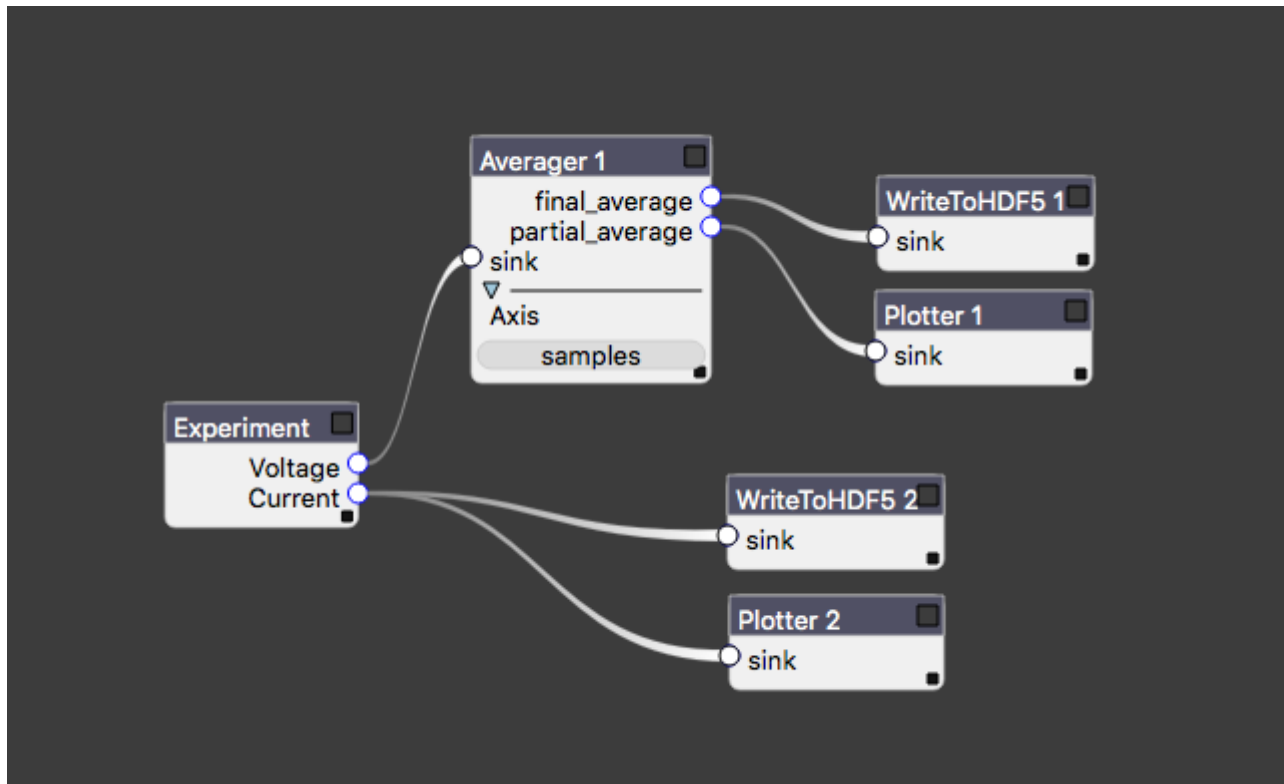 Averager 1
final_average
partial_average
sink
Axis
samples
WriteToHDF5 1
sink
Plotter 1
sink
Experiment
Voltage
Current
WriteToHDF5 2
sink
Plotter 2
sink